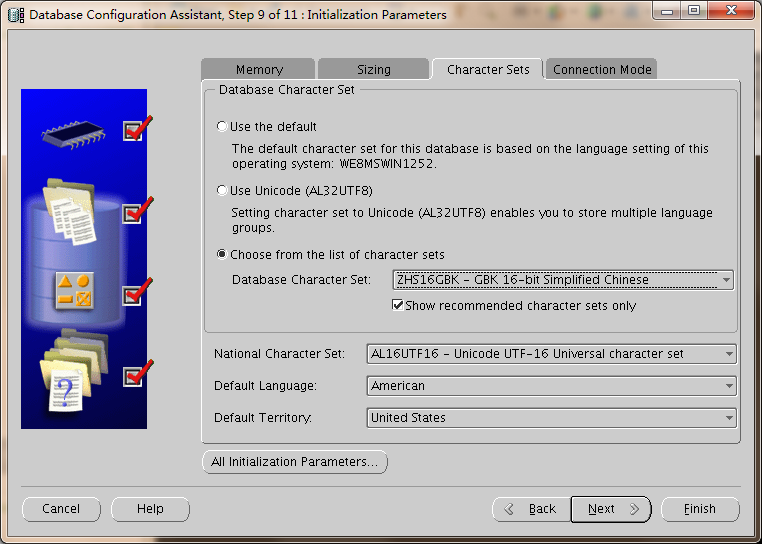 Database Configuration Assistant, Step 9 of 11 : Initialization Parameters
Memory
Sizing
Character Sets
Connection Mode
Database Character Set
Use the default
The default character set for this database is based on the language setting of this
operating system: WE8MSWIN1252.
Use Unicode (AL32UTF8)
Setting character set to Unicode (AL32UTF8) enables you to store multiple language
groups.
Choose from the list of character sets
Database Character Set: ZHS16GBK - GBK 16-bit Simplified Chinese
Show recommended character sets only
National Character Set: AL16UTF16 - Unicode UTF-16 Universal character set
Default Language: American
Default Territory: United States
All Initialization Parameters...
?
Cancel
Help
Back
Next
Finish